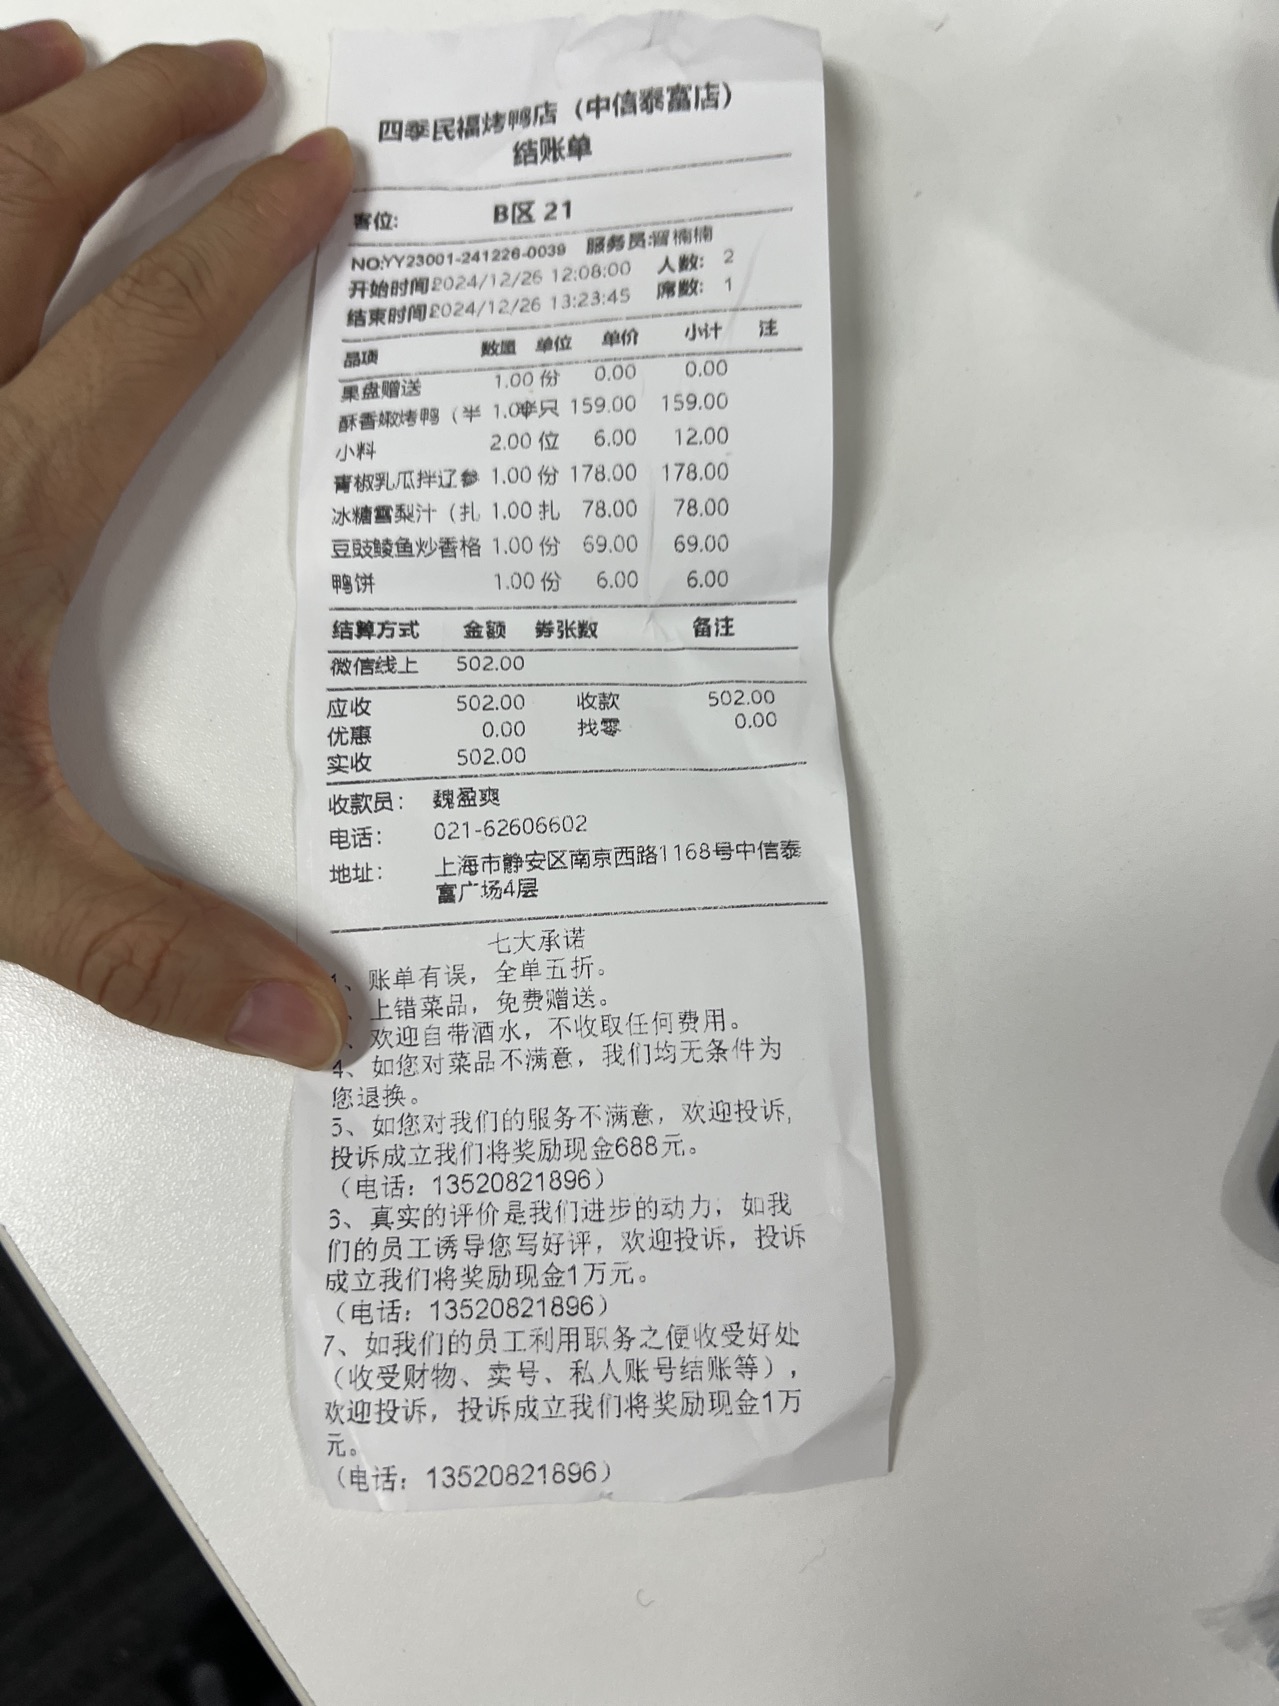 四季民福烤鸭店（中信泰富店）
结账单
客位: B区 21
NO:YY23001-241226-0039 服务员:晋楠楠
开始时间:2024/12/26 12:08:00 人数: 2
结束时间:2024/12/26 13:23:45 席数: 1
品项 数量 单位 单价 小计 注
果盘赠送 1.00 份 0.00 0.00
酥香嫩烤鸭（半 1.00 半只 159.00 159.00
小料 2.00 位 6.00 12.00
青椒乳瓜拌辽参 1.00 份 178.00 178.00
冰糖雪梨汁（扎 1.00 扎 78.00 78.00
豆豉鲮鱼炒香格 1.00 份 69.00 69.00
鸭饼 1.00 份 6.00 6.00
结算方式 金额 券张数 备注
微信线上 502.00
应收 502.00 收款 502.00
优惠 0.00 找零 0.00
实收 502.00
收款员: 魏盈爽
电话: 021-62606602
地址: 上海市静安区南京西路1168号中信泰
富广场4层
七大承诺
1、账单有误，全单五折。
、上错菜品，免费赠送。
、欢迎自带酒水，不收取任何费用。
4、如您对菜品不满意，我们均无条件为
您退换。
5、如您对我们的服务不满意，欢迎投诉,
投诉成立我们将奖励现金688元。
（电话：13520821896）
6、真实的评价是我们进步的动力，如我
们的员工诱导您写好评，欢迎投诉，投诉
成立我们将奖励现金1万元。
（电话：13520821896）
7、如我们的员工利用职务之便收受好处
（收受财物、卖号、私人账号结账等），
欢迎投诉，投诉成立我们将奖励现金1万
元。
（电话：13520821896）